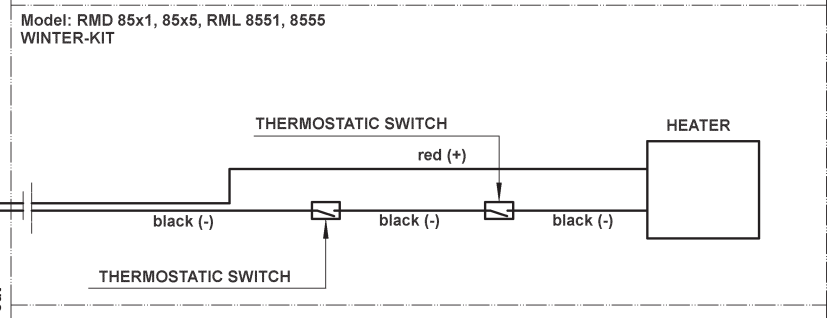 Model: RMD 85x1, 85x5, RML 8551, 8555
WINTER-KIT
THERMOSTATIC SWITCH
HEATER
red (+)
black (-)
black (-)
black (-)
THERMOSTATIC SWITCH